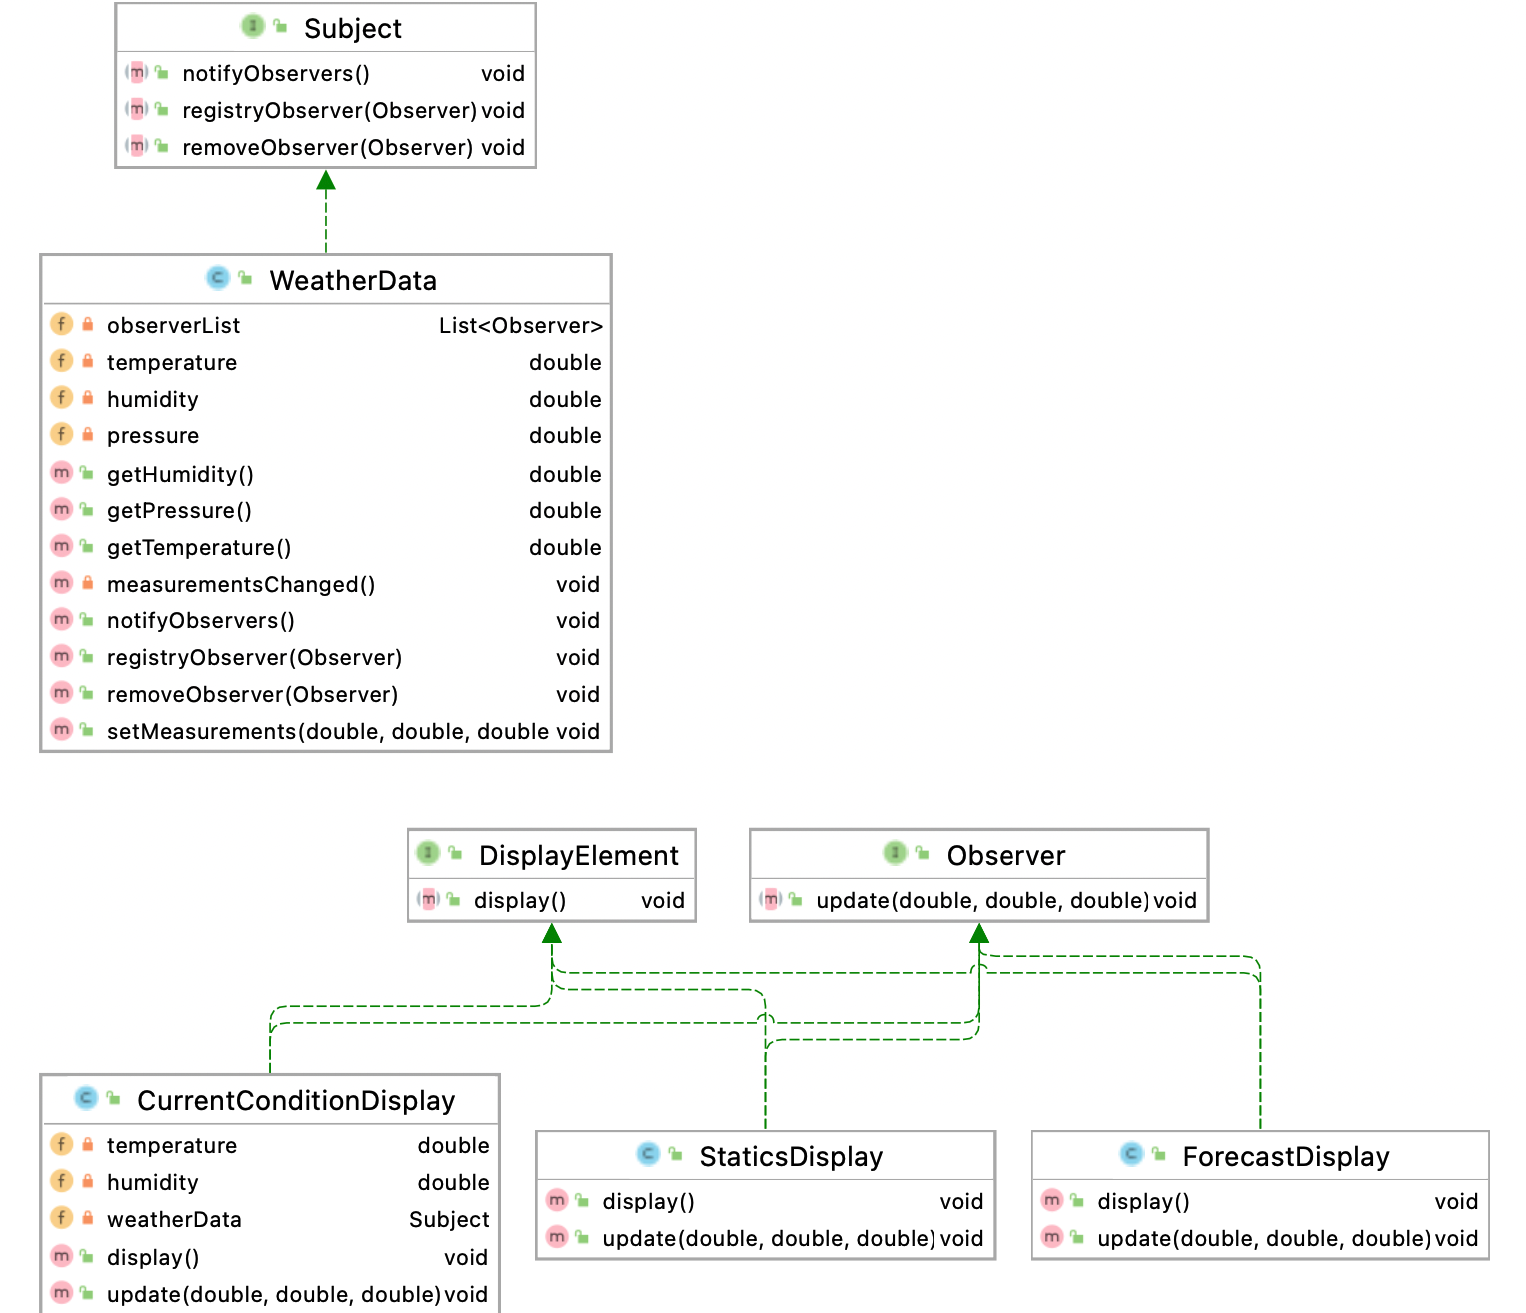 Subject
notifyObservers() void
registryObserver(Observer) void
removeObserver(Observer) void
WeatherData
observerList List<Observer>
temperature double
humidity double
pressure double
getHumidity() double
getPressure() double
getTemperature() double
measurementsChanged() void
notifyObservers() void
registryObserver(Observer) void
removeObserver(Observer) void
setMeasurements(double, double, double void
DisplayElement
display() void
Observer
update(double, double, double) void
CurrentConditionDisplay
temperature double
humidity double
weatherData Subject
display() void
update(double, double, double) void
StaticsDisplay
display() void
update(double, double, double) void
ForecastDisplay
display() void
update(double, double, double) void